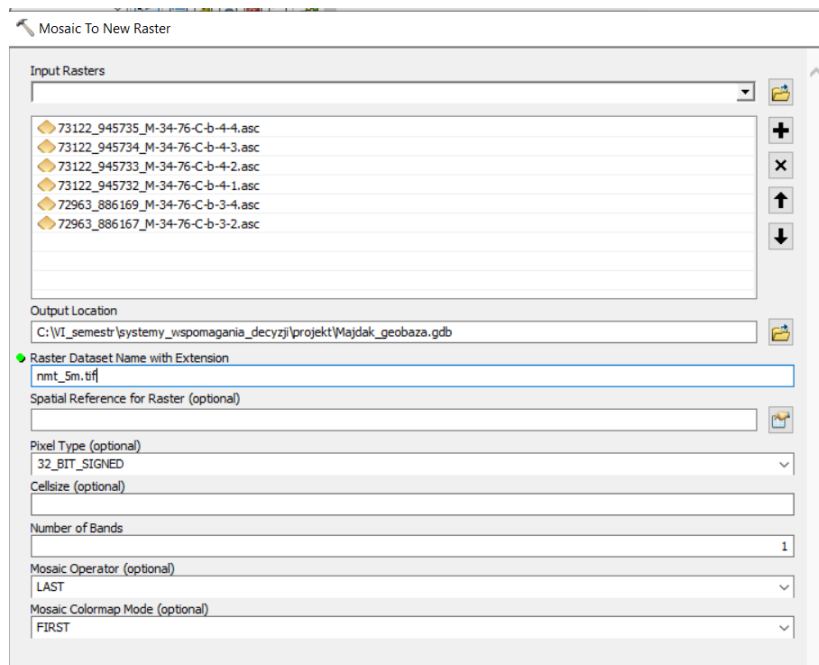 Mosaic To New Raster
Input Rasters
73122_945735_M-34-76-C-b-4-4.asc
73122_945734_M-34-76-C-b-4-3.asc
73122_945733_M-34-76-C-b-4-2.asc
73122_945732_M-34-76-C-b-4-1.asc
72963_886169_M-34-76-C-b-3-4.asc
72963_886167_M-34-76-C-b-3-2.asc
Output Location
C:\VI_semestr\systemy_wspomagania_decyzji\projekt\Majdak_geobaza.gdb
Raster Dataset Name with Extension
nmt_5m.tif
Spatial Reference for Raster (optional)
Pixel Type (optional)
32_BIT_SIGNED
Cellsize (optional)
Number of Bands
1
Mosaic Operator (optional)
LAST
Mosaic Colormap Mode (optional)
FIRST